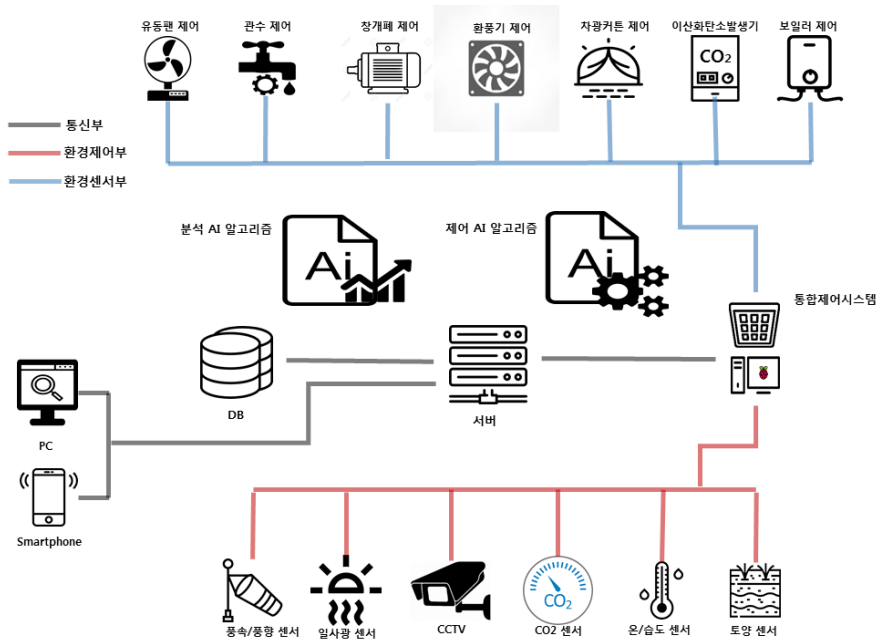 유동팬 제어
관수 제어
창개폐 제어
환풍기 제어
차광커튼 제어
이산화탄소발생기
보일러 제어
CO₂
통신부
환경제어부
환경센서부
분석 AI 알고리즘
Ai
제어 AI 알고리즘
Ai
통합제어시스템
DB
서버
PC
Smartphone
풍속/풍향 센서
일사광 센서
CCTV
CO₂
CO2 센서
온/습도 센서
토양 센서